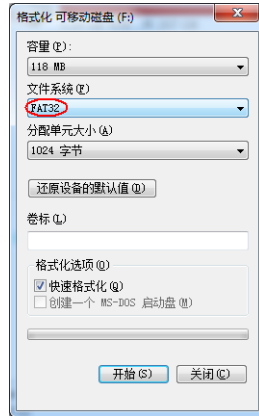 格式化 可移动磁盘 (F:)
容量(P):
118 MB
文件系统(F)
FAT32
分配单元大小(A)
1024 字节
还原设备的默认值(D)
卷标(L)
格式化选项(O)
快速格式化(Q)
创建一个 MS-DOS 启动盘(M)
开始(S)
关闭(C)